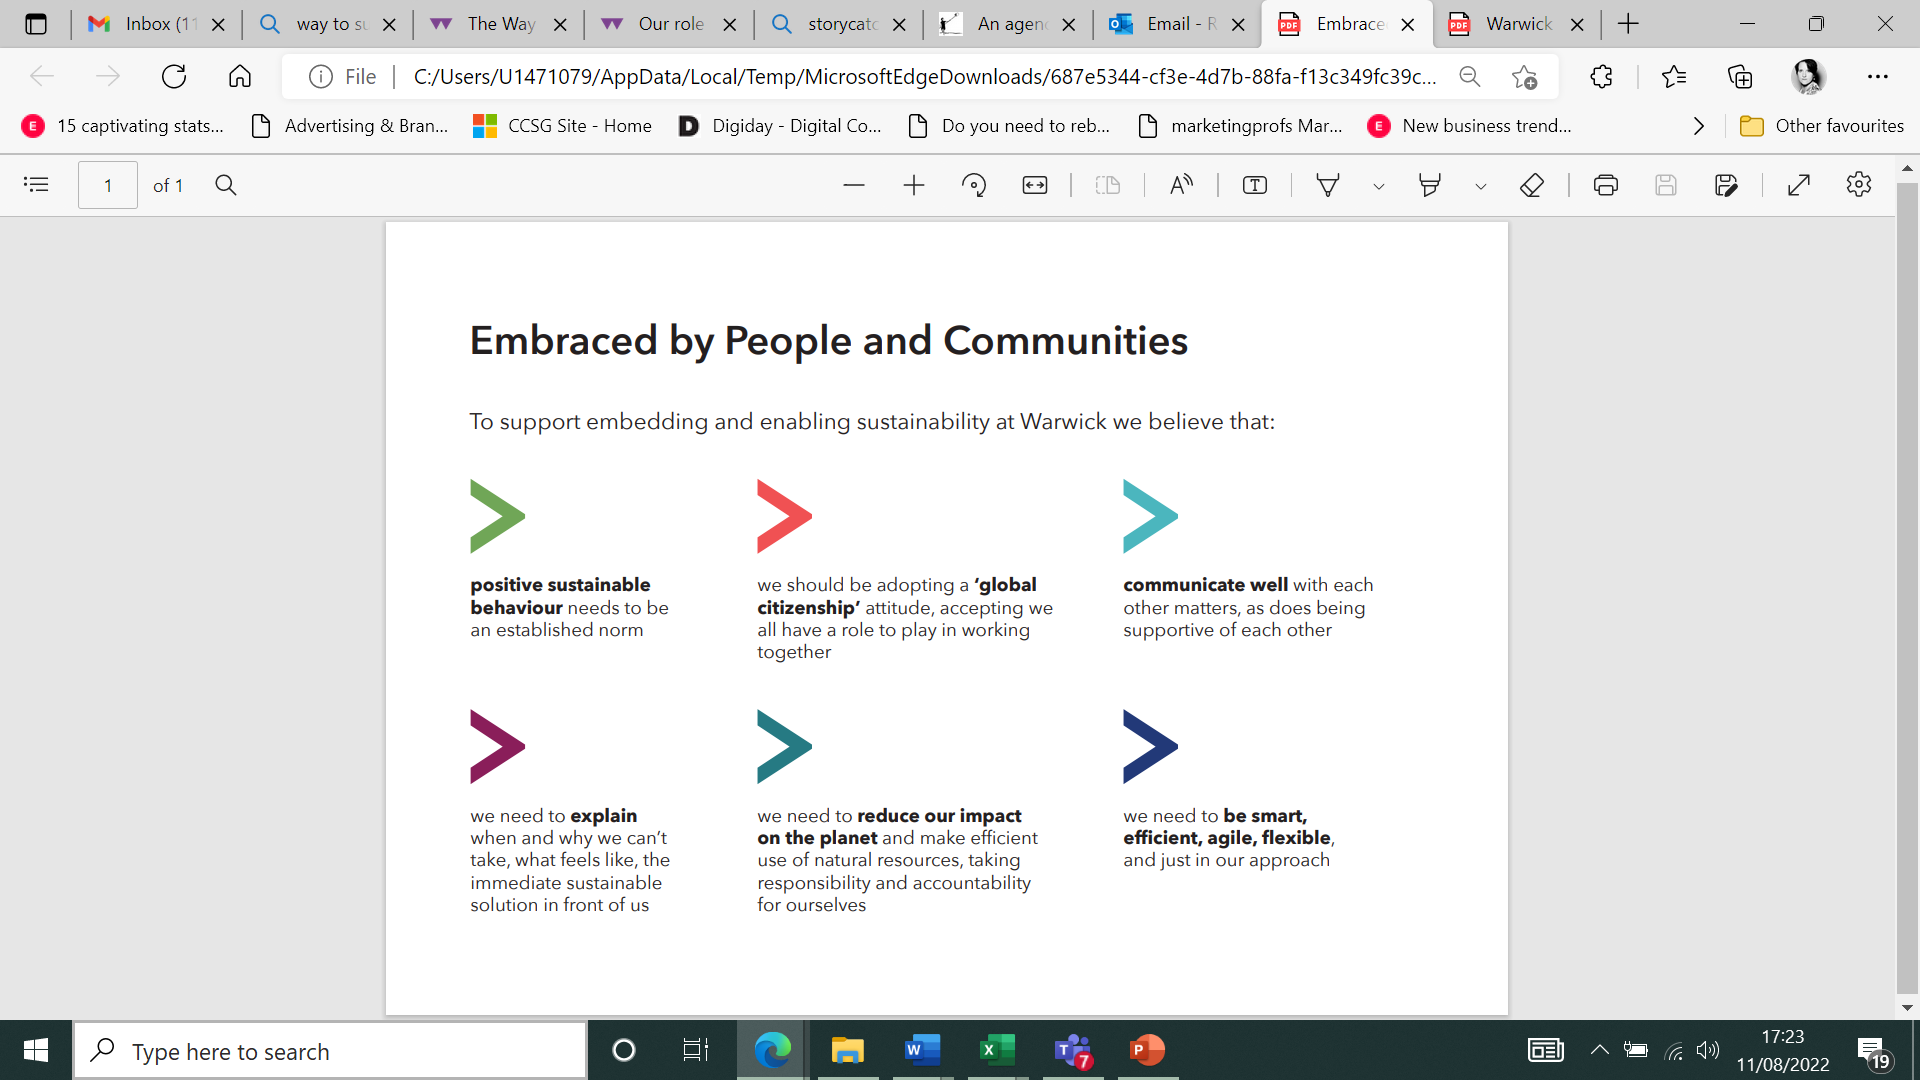 Inbox (11
way to su
The Way
Our role
storycatc
An agen
Email - R
Embrace
Warwick
File
C:/Users/U1471079/AppData/Local/Temp/MicrosoftEdgeDownloads/687e5344-cf3e-4d7b-88fa-f13c349fc39c...
E 15 captivating stats...
Advertising & Bran...
CCSG Site - Home
D Digiday - Digital Co...
Do you need to reb...
marketingprofs Mar...
E New business trend...
Other favourites
1 of 1
Embraced by People and Communities
To support embedding and enabling sustainability at Warwick we believe that:
positive sustainable
behaviour needs to be
an established norm
we should be adopting a ‘global
citizenship’ attitude, accepting we
all have a role to play in working
together
communicate well with each
other matters, as does being
supportive of each other
we need to explain
when and why we can’t
take, what feels like, the
immediate sustainable
solution in front of us
we need to reduce our impact
on the planet and make efficient
use of natural resources, taking
responsibility and accountability
for ourselves
we need to be smart,
efficient, agile, flexible,
and just in our approach
Type here to search
7
17:23
11/08/2022
19